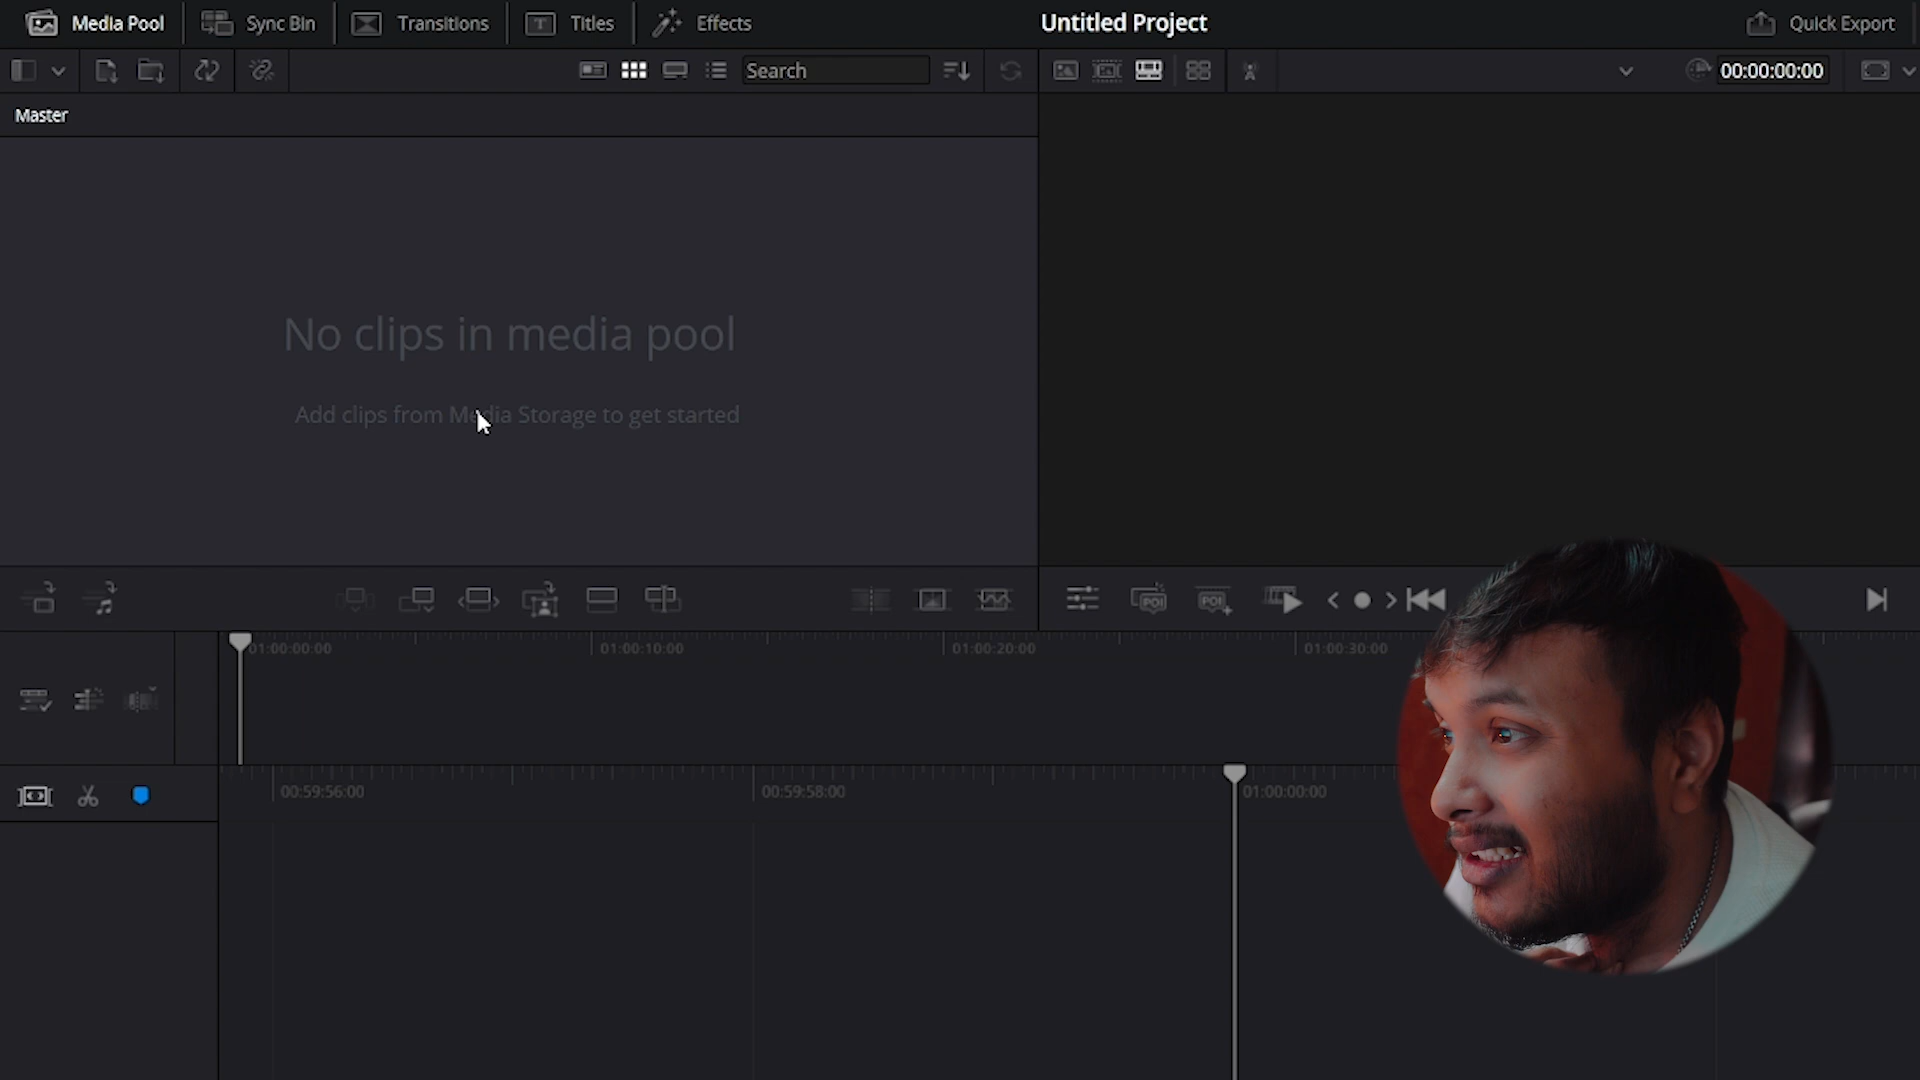 Media Pool
Sync Bin
Transitions
Titles
Effects
Untitled Project
Quick Export
Search
00:00:00:00
Master
No clips in media pool
Add clips from Media Storage to get started
POI
POI
01:00:00:00
01:00:10:00
01:00:20:00
01:00:30:00
00:59:56:00
00:59:58:00
01:00:00:00